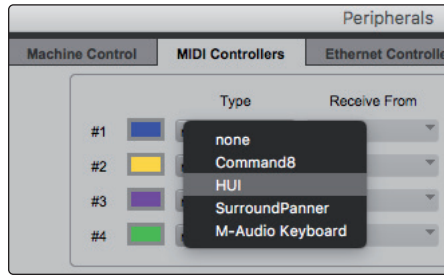 Peripherals
Machine Control MIDI Controllers Ethernet Controlle
Type Receive From
#1
none
#2
Command8
HUI
#3
SurroundPanner
#4
M-Audio Keyboard